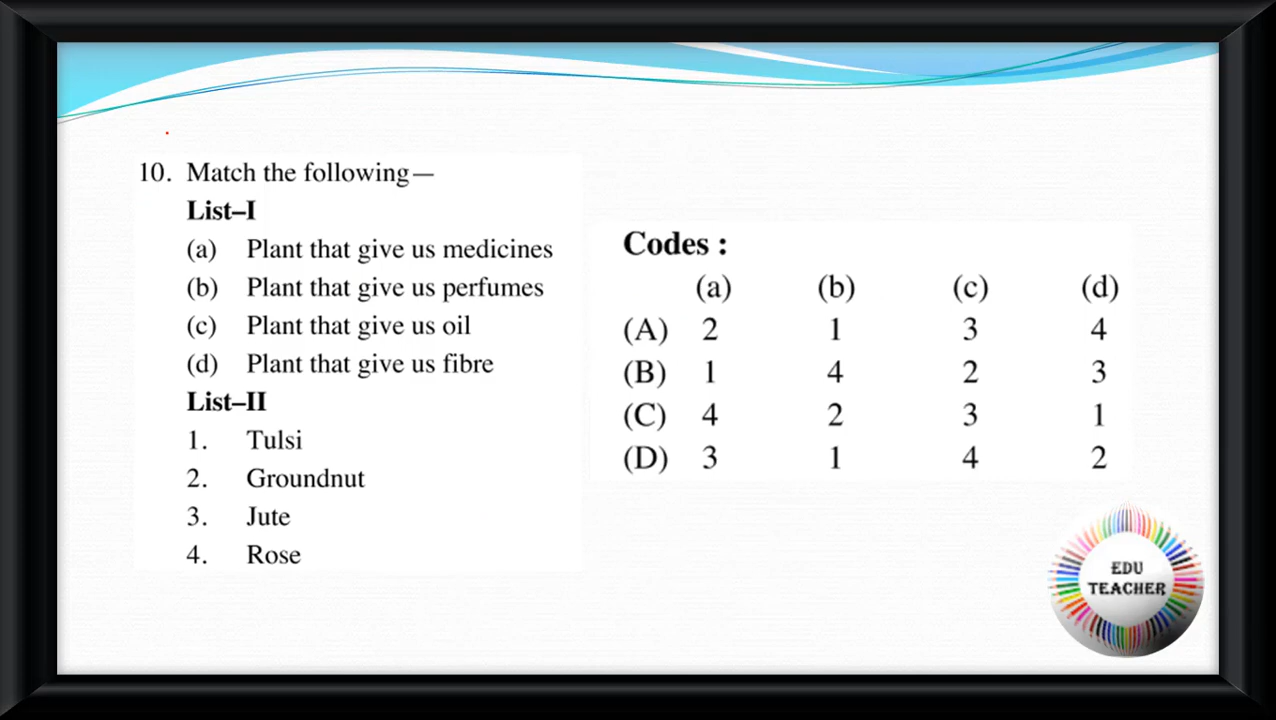 10. Match the following—
List–I
(a) Plant that give us medicines
(b) Plant that give us perfumes
(c) Plant that give us oil
(d) Plant that give us fibre
List–II
1. Tulsi
2. Groundnut
3. Jute
4. Rose
Codes :
(a) (b) (c) (d)
(A) 2 1 3 4
(B) 1 4 2 3
(C) 4 2 3 1
(D) 3 1 4 2
EDU
TEACHER